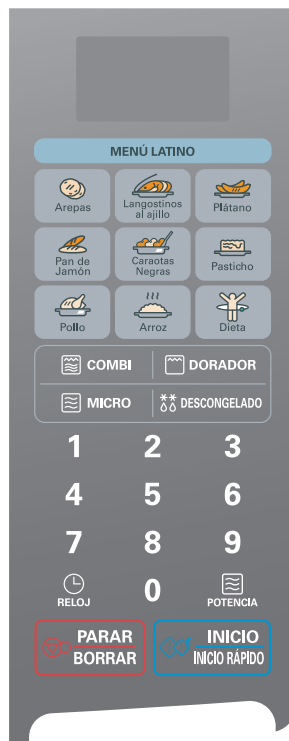 MENÚ LATINO
Arepas
Langostinos
al ajillo
Plátano
Pan de
Jamón
Caraotas
Negras
Pasticho
Pollo
Arroz
Dieta
COMBI
DORADOR
MICRO
DESCONGELADO
1 2 3
4 5 6
7 8 9
RELOJ
0
POTENCIA
PARAR
BORRAR
INICIO
INICIO RÁPIDO